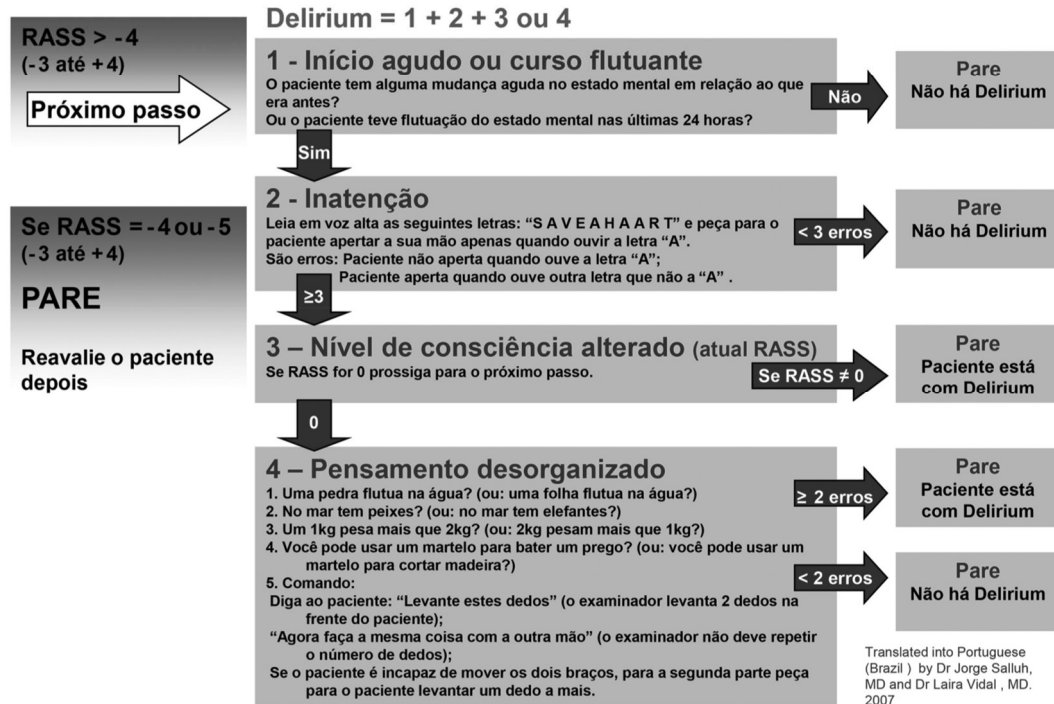 Delirium = 1 + 2 + 3 ou 4
RASS > -4
(-3 até +4)
Próximo passo
1 - Início agudo ou curso flutuante
O paciente tem alguma mudança aguda no estado mental em relação ao que
era antes?
Ou o paciente teve flutuação do estado mental nas últimas 24 horas?
Não
Pare
Não há Delirium
Sim
Se RASS = -4 ou - 5
(-3 até +4)
PARE
Reavalie o paciente
depois
2 - Inatenção
Leia em voz alta as seguintes letras: “S A V E A H A A R T” e peça para o
paciente apertar a sua mão apenas quando ouvir a letra “A”.
São erros: Paciente não aperta quando ouve a letra “A”;
Paciente aperta quando ouve outra letra que não a “A” .
< 3 erros
Pare
Não há Delirium
≥3
3 – Nível de consciência alterado (atual RASS)
Se RASS for 0 prossiga para o próximo passo.
Se RASS ≠ 0
Pare
Paciente está
com Delirium
0
4 – Pensamento desorganizado
1. Uma pedra flutua na água? (ou: uma folha flutua na água?)
2. No mar tem peixes? (ou: no mar tem elefantes?)
3. Um 1kg pesa mais que 2kg? (ou: 2kg pesam mais que 1kg?)
4. Você pode usar um martelo para bater um prego? (ou: você pode usar um
martelo para cortar madeira?)
5. Comando:
Diga ao paciente: “Levante estes dedos” (o examinador levanta 2 dedos na
frente do paciente);
“Agora faça a mesma coisa com a outra mão” (o examinador não deve repetir
o número de dedos);
Se o paciente é incapaz de mover os dois braços, para a segunda parte peça
para o paciente levantar um dedo a mais.
≥ 2 erros
Pare
Paciente está
com Delirium
< 2 erros
Pare
Não há Delirium
Translated into Portuguese
(Brazil ) by Dr Jorge Salluh,
MD and Dr Laira Vidal , MD.
2007